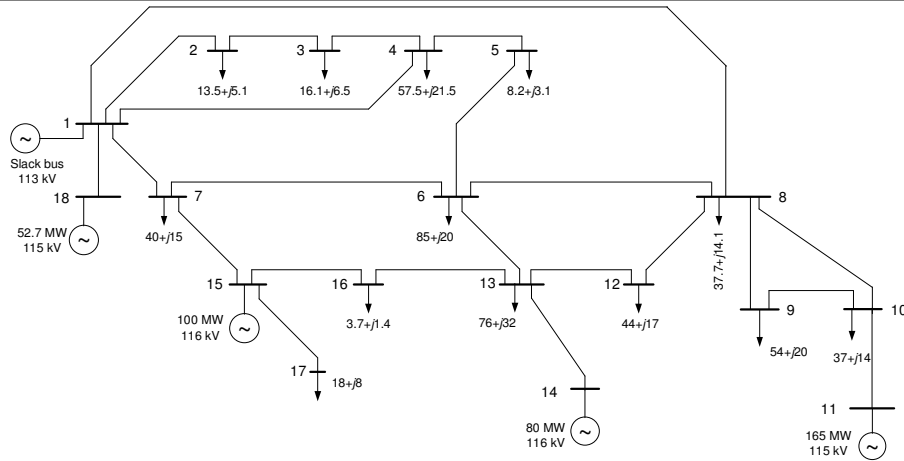 2
3
4
5
13.5+j5.1
16.1+j6.5
57.5+j21.5
8.2+j3.1
1
~
Slack bus
113 kV
18
7
6
8
52.7 MW
115 kV
~
40+j15
85+j20
37.7+j14.1
15
16
13
12
100 MW
116 kV
~
3.7+j1.4
76+j32
44+j17
9
10
54+j20
37+j14
17
18+j8
14
11
80 MW
116 kV
~
165 MW
115 kV
~